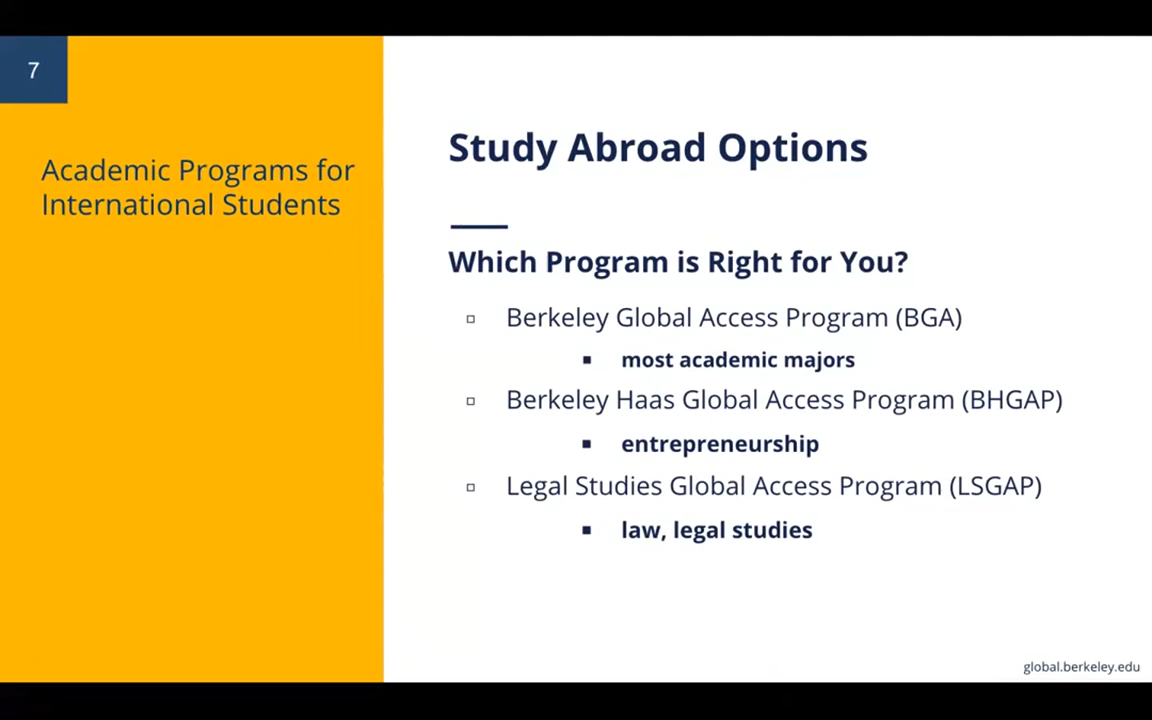 7
Academic Programs for
International Students
Study Abroad Options
Which Program is Right for You?
Berkeley Global Access Program (BGA)
most academic majors
Berkeley Haas Global Access Program (BHGAP)
entrepreneurship
Legal Studies Global Access Program (LSGAP)
law, legal studies
global.berkeley.edu